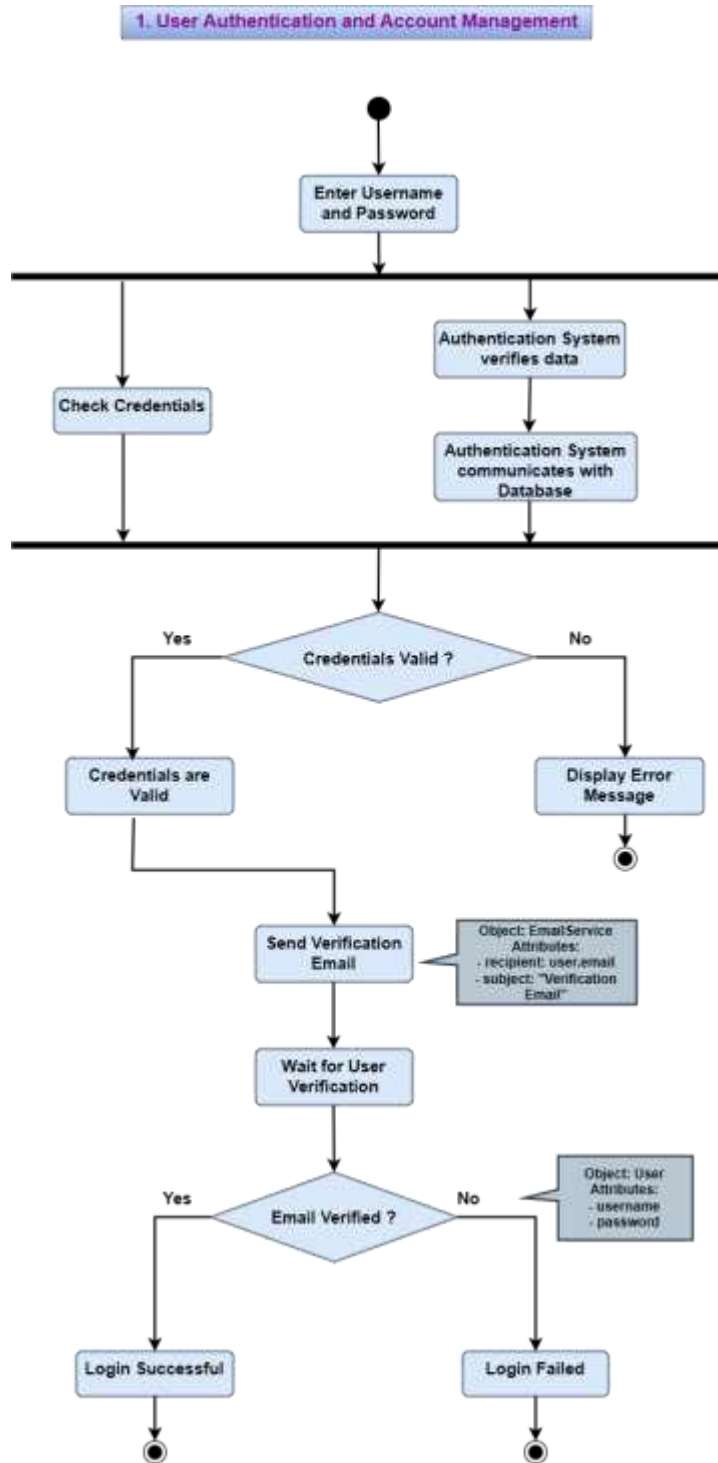 1. User Authentication and Account Management
Enter Username
and Password
Authentication System
verifies data
Check Credentials
Authentication System
communicates with
Database
Yes
No
Credentials Valid ?
Credentials are
Valid
Display Error
Message
Send Verification
Email
Object: EmailService
Attributes:
- recipient: user.email
- subject: "Verification
Email"
Wait for User
Verification
Object: User
Attributes:
- username
- password
Yes
No
Email Verified ?
Login Successful
Login Failed